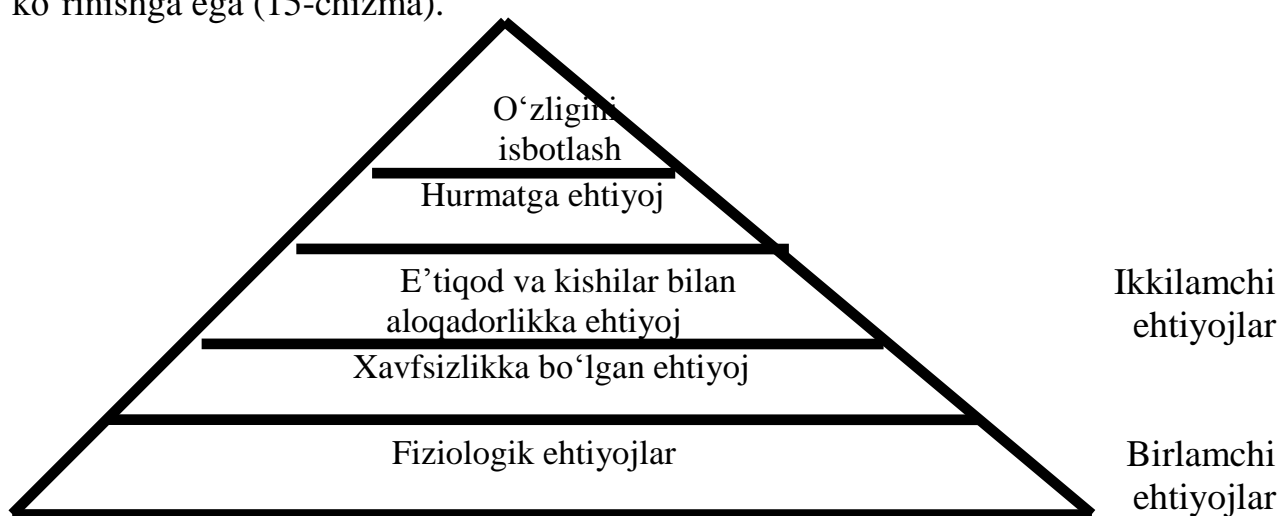 ko‘rinishga ega (15-chizma).
O‘zligini
isbotlash
Hurmatga ehtiyoj
E’tiqod va kishilar bilan
aloqadorlikka ehtiyoj
Xavfsizlikka bo‘lgan ehtiyoj
Fiziologik ehtiyojlar
Ikkilamchi
ehtiyojlar
Birlamchi
ehtiyojlar